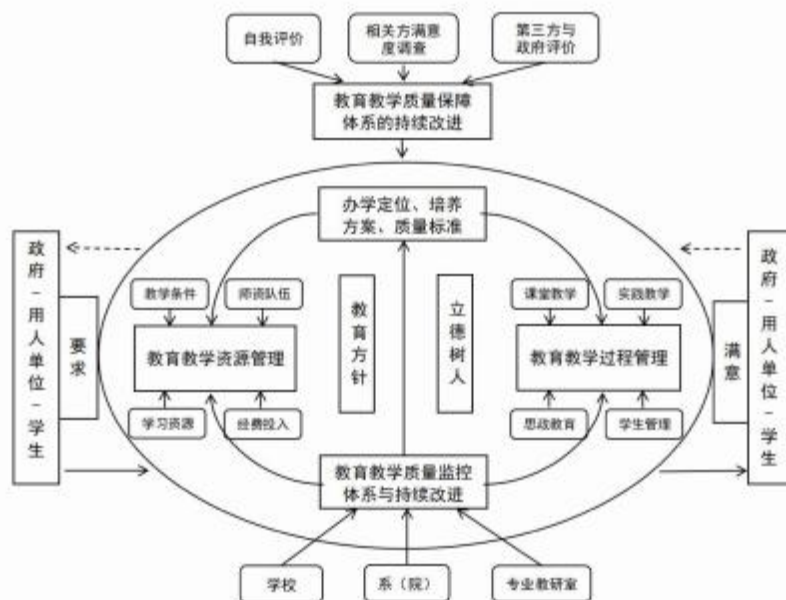 自我评价
相关方满意
度调查
第三方与
政府评价
教育教学质量保障
体系的持续改进
办学定位、培养
方案、质量标准
政府-用人单位-学生
要求
教学条件
师资队伍
教育教学资源管理
学习资源
经费投入
教育方针
立德树人
课堂教学
实践教学
教育教学过程管理
思政教育
学生管理
满意
政府-用人单位-学生
教育教学质量监控
体系与持续改进
学校
系（院）
专业教研室